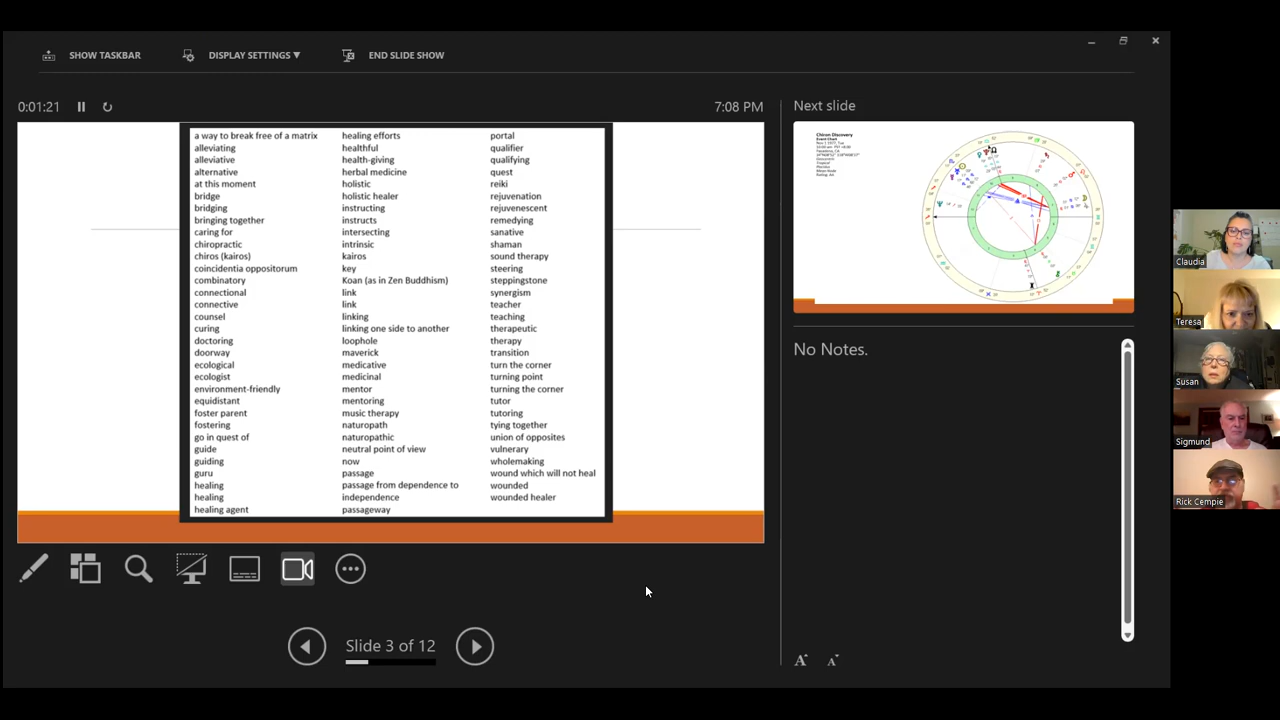 SHOW TASKBAR
DISPLAY SETTINGS ▼
END SLIDE SHOW
0:01:21
7:08 PM
a way to break free of a matrix
alleviating
alleviative
alternative
at this moment
bridge
bridging
bringing together
caring for
chiropractic
chiros (kairos)
coincidentia oppositorum
combinatory
connectional
connective
counsel
curing
doctoring
doorway
ecological
ecologist
environment-friendly
equidistant
foster parent
fostering
go in quest of
guide
guiding
guru
healing
healing
healing agent
healing efforts
healthful
health-giving
herbal medicine
holistic
holistic healer
instructing
instructs
intersecting
intrinsic
kairos
key
Koan (as in Zen Buddhism)
link
link
linking
linking one side to another
loophole
maverick
medicative
medicinal
mentor
mentoring
music therapy
naturopath
naturopathic
neutral point of view
now
passage
passage from dependence to
independence
passageway
portal
qualifier
qualifying
quest
reiki
rejuvenation
rejuvenescent
remedying
sanative
shaman
sound therapy
steering
steppingstone
synergism
teacher
teaching
therapeutic
therapy
transition
turn the corner
turning point
turning the corner
tutor
tutoring
tying together
union of opposites
vulnerary
wholemaking
wound which will not heal
wounded
wounded healer
Slide 3 of 12
Next slide
Chiron Discovery
Event Chart
No Notes.
A A
Claudia
Teresa
Susan
Sigmund
Rick Cempie